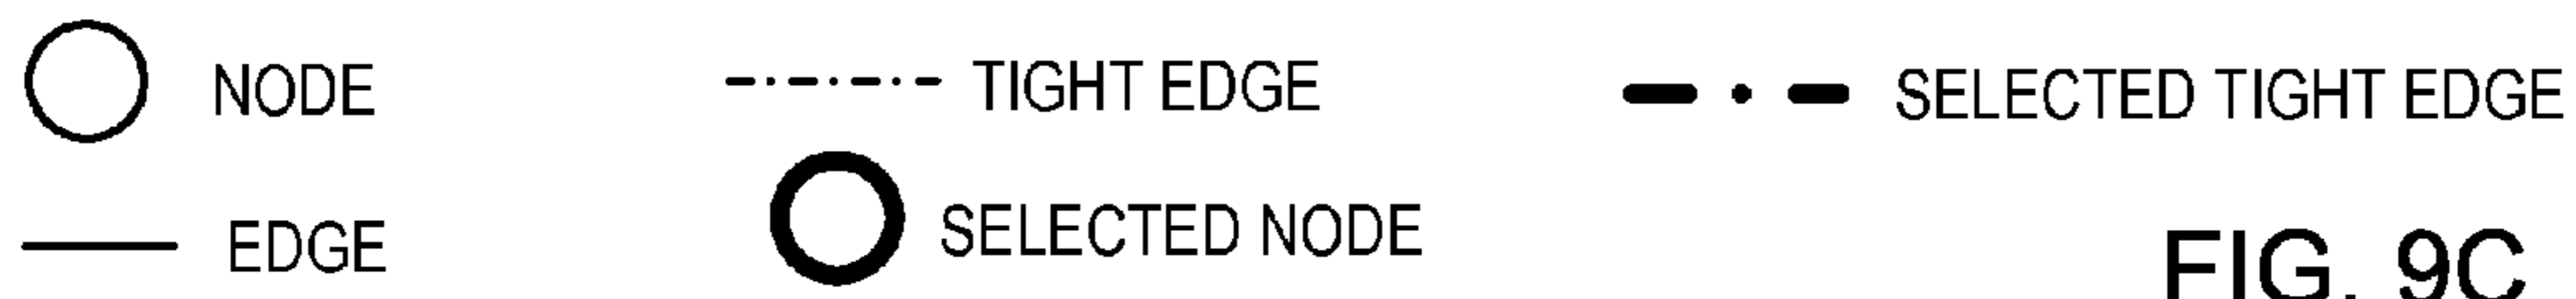 NODE
TIGHT EDGE
SELECTED TIGHT EDGE
EDGE
SELECTED NODE
FIG. 9C